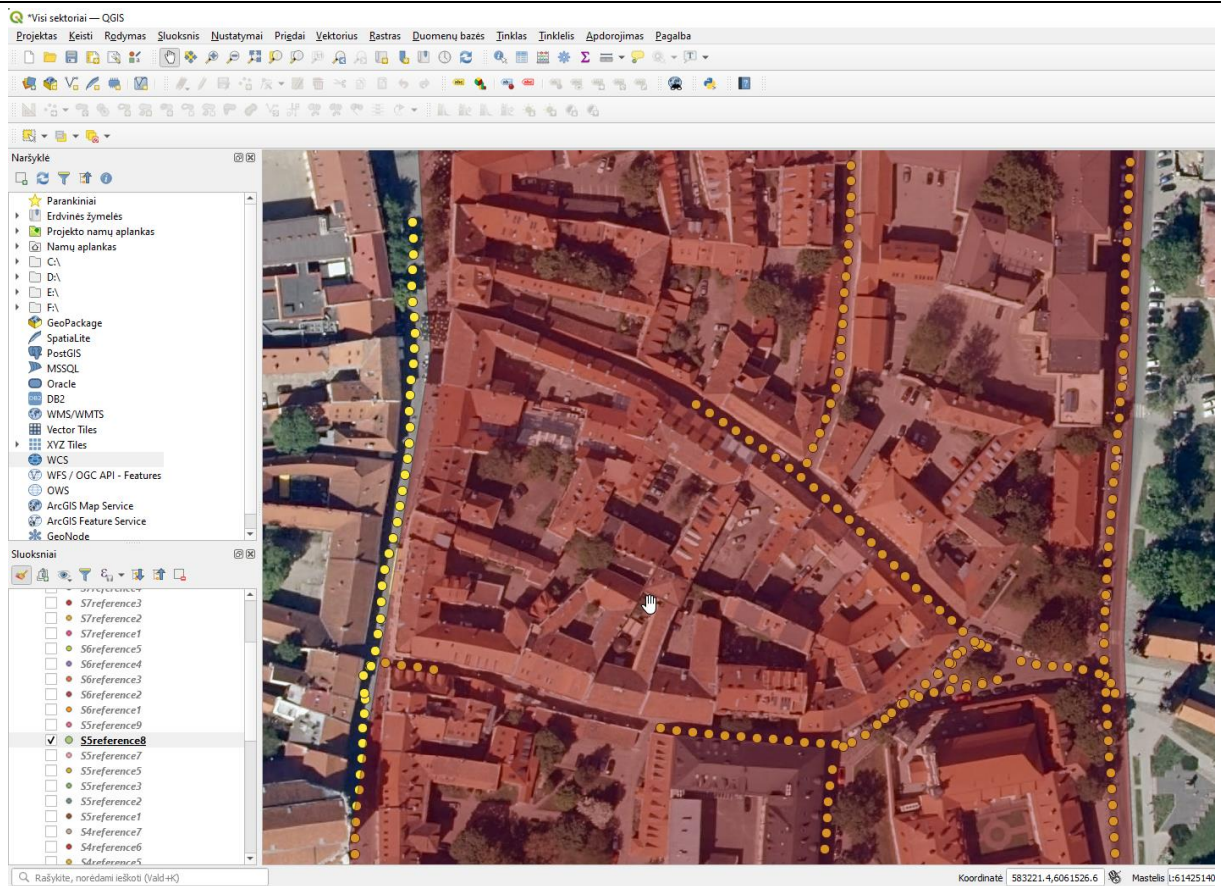 *Visi sektoriai — QGIS
Projektas Keisti Rodymas Sluoksnis Nustatymai Priedai Vektorius Rastras Duomenų bazės Tinklas Tinklelis Apdorojimas Pagalba
Naršyklė
Parankiniai
Erdvinės žymelės
Projekto namų aplankas
Namų aplankas
C:\
D:\
E:\
F:\
GeoPackage
SpatiaLite
PostGIS
MSSQL
Oracle
DB2
WMS/WMTS
Vector Tiles
XYZ Tiles
WCS
WFS / OGC API - Features
OWS
ArcGIS Map Service
ArcGIS Feature Service
GeoNode
Sluoksniai
S7reference4
S7reference3
S7reference2
S7reference1
S6reference5
S6reference4
S6reference3
S6reference2
S6reference1
S5reference9
S5reference8
S5reference7
S5reference5
S5reference3
S5reference2
S5reference1
S4reference7
S4reference6
S4reference5
Rašykite, norėdami ieškoti (Vald+K)
Koordinatė 583221.4,6061526.6 Mastelis 1:61425140